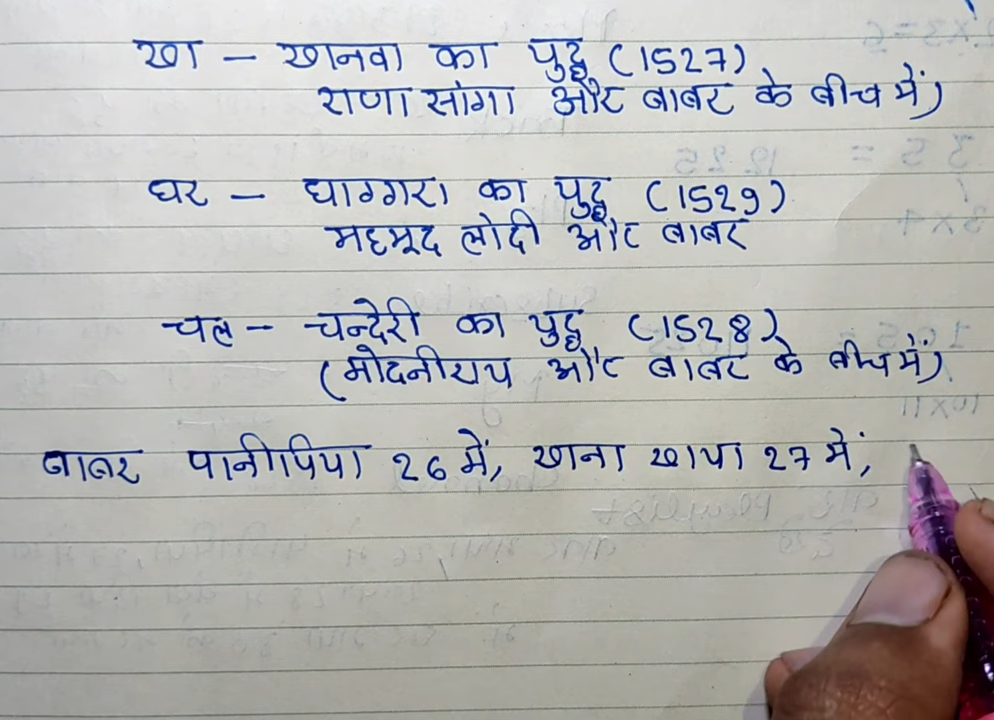 खा – खानवा का युद्ध (1527)
राणा सांगा और बाबर के बीच में)
घर – घाग्गरा का युद्ध (1529)
महमूद लोदी और बाबर
चल – चन्देरी का युद्ध (1528)
(मोदनीराय और बाबर के बीच में)
बाबर पानी पिया 26 में, खाना खाया 27 में,